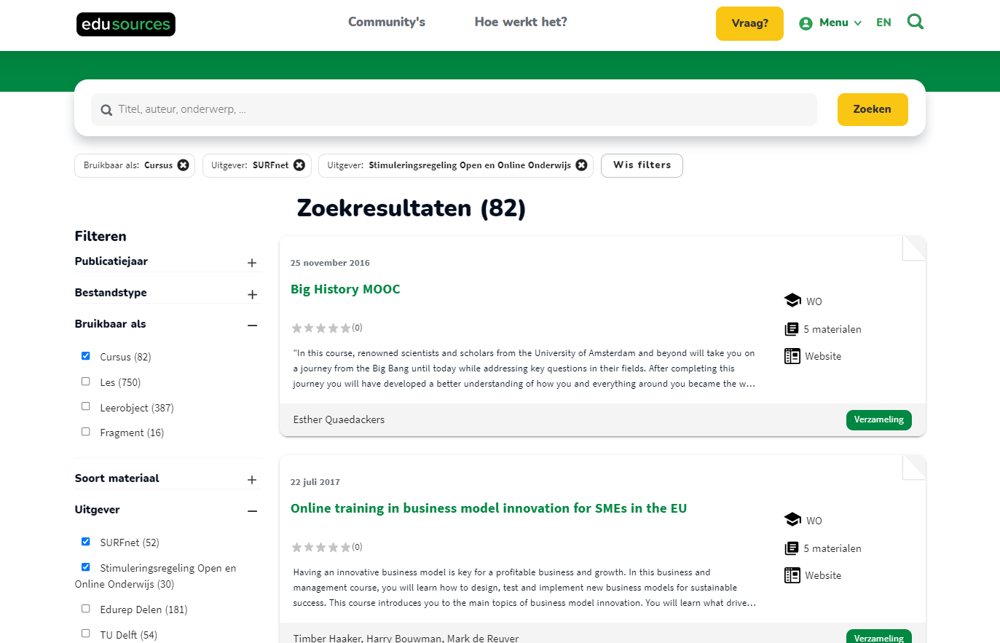 edusources
Community's
Hoe werkt het?
Vraag?
Menu
EN
Titel, auteur, onderwerp, ...
Zoeken
Bruikbaar als: Cursus
Uitgever: SURFnet
Uitgever: Stimuleringsregeling Open en Online Onderwijs
Wis filters
Zoekresultaten (82)
Filteren
Publicatiejaar
Bestandstype
Bruikbaar als
Cursus (82)
Les (750)
Leerobject (387)
Fragment (16)
Soort materiaal
Uitgever
SURFnet (52)
Stimuleringsregeling Open en
Online Onderwijs (30)
Edurep Delen (181)
TU Delft (54)
25 november 2016
Big History MOOC
(0)
"In this course, renowned scientists and scholars from the University of Amsterdam and beyond will take you on
a journey from the Big Bang until today while addressing key questions in their fields. After completing this
journey you will have developed a better understanding of how you and everything around you became the w...
WO
5 materialen
Website
Esther Quaedackers
Verzameling
22 juli 2017
Online training in business model innovation for SMEs in the EU
(0)
Having an innovative business model is key for a profitable business and growth. In this business and
management course, you will learn how to design, test and implement new business models for sustainable
success. This course introduces you to the main topics of business model innovation. You will learn what drive...
WO
5 materialen
Website
Timber Haaker, Harry Bouwman, Mark de Reuver
Verzameling